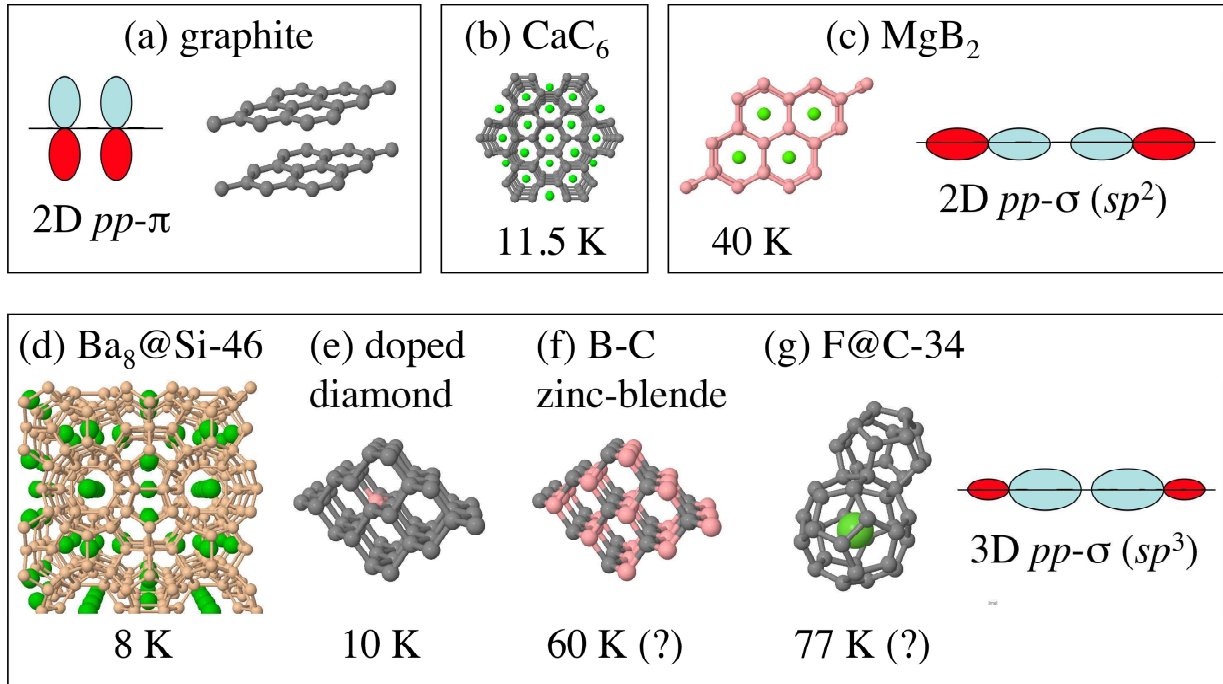 (a) graphite
2D pp-π
(b) CaC₆
11.5 K
(c) MgB₂
40 K
2D pp-σ (sp²)
(d) Ba₈@Si-46
8 K
(e) doped
diamond
10 K
(f) B-C
zinc-blende
60 K (?)
(g) F@C-34
77 K (?)
3D pp-σ (sp³)